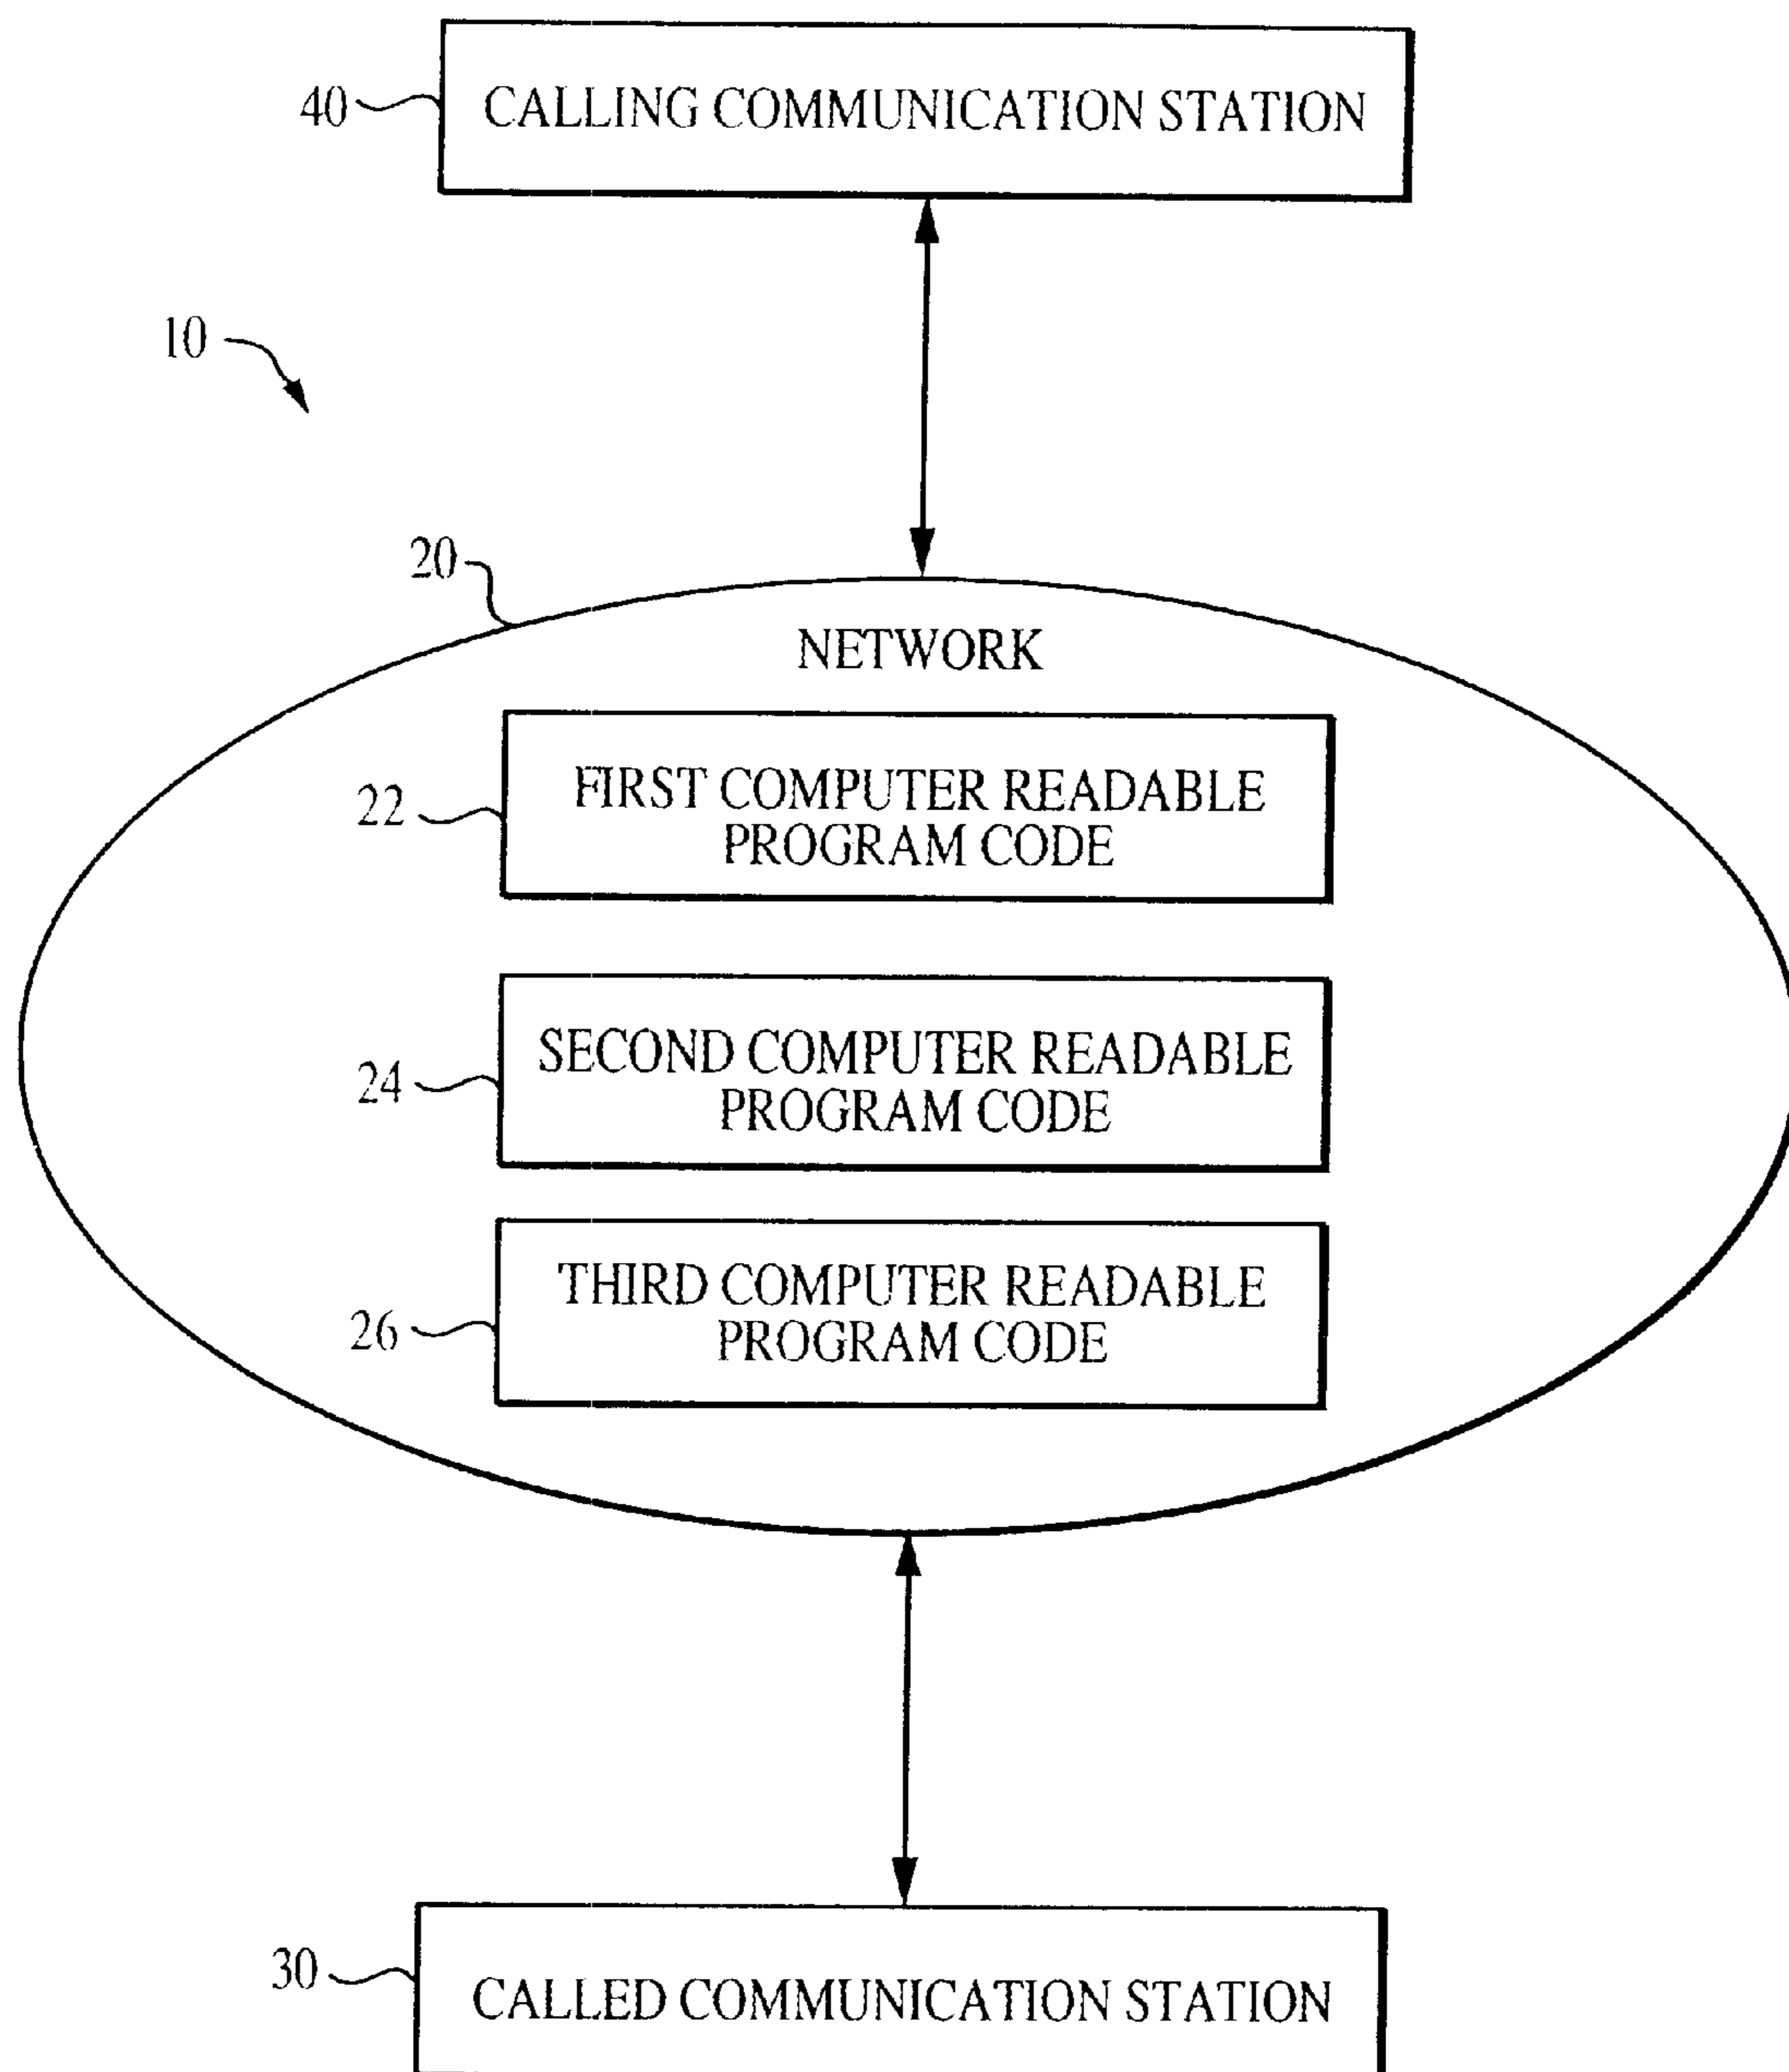 40 CALLING COMMUNICATION STATION
10
20
NETWORK
22 FIRST COMPUTER READABLE
PROGRAM CODE
24 SECOND COMPUTER READABLE
PROGRAM CODE
26 THIRD COMPUTER READABLE
PROGRAM CODE
30 CALLED COMMUNICATION STATION